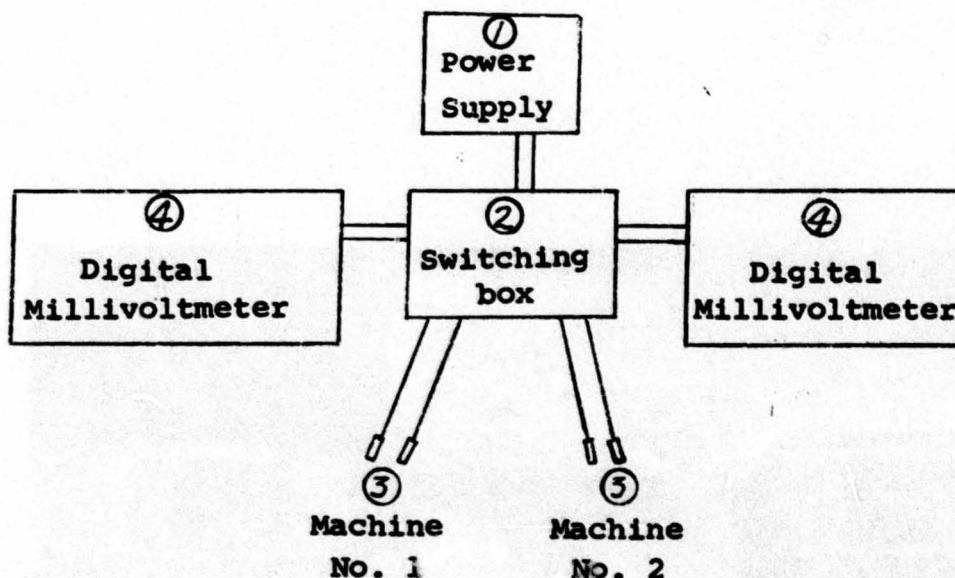 ①
Power
Supply
④
Digital
Millivoltmeter
②
Switching
box
④
Digital
Millivoltmeter
③
Machine
No. 1
③
Machine
No. 2